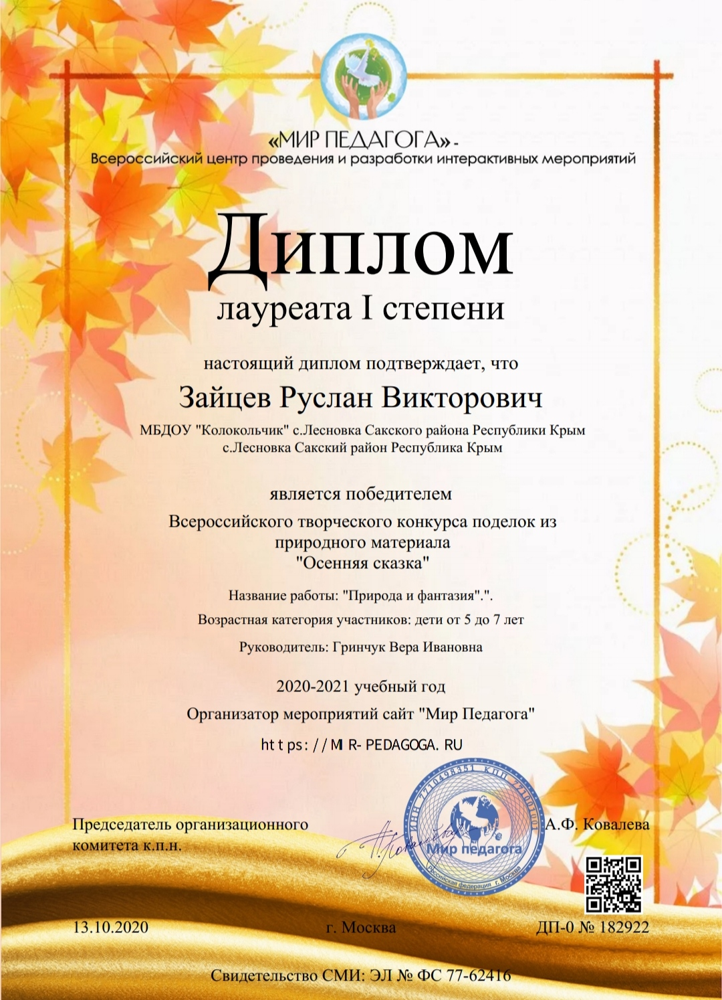 «МИР ПЕДАГОГА» -
Всероссийский центр проведения и разработки интерактивных мероприятий
Диплом
лауреата I степени
настоящий диплом подтверждает, что
Зайцев Руслан Викторович
МБДОУ "Колокольчик" с.Лесновка Сакского района Республики Крым
с.Лесновка Сакский район Республика Крым
является победителем
Всероссийского творческого конкурса поделок из
природного материала
"Осенняя сказка"
Название работы: "Природа и фантазия".".
Возрастная категория участников: дети от 5 до 7 лет
Руководитель: Гринчук Вера Ивановна
2020-2021 учебный год
Организатор мероприятий сайт "Мир Педагога"
https://MIR-PEDAGOGA.RU
Председатель организационного
комитета к.п.н.
ИНН 7710498351 КПП 771001001
Мир педагога
Российская федерация г. Москва
А.Ф. Ковалева
13.10.2020
г. Москва
ДП-0 № 182922
Свидетельство СМИ: ЭЛ № ФС 77-62416